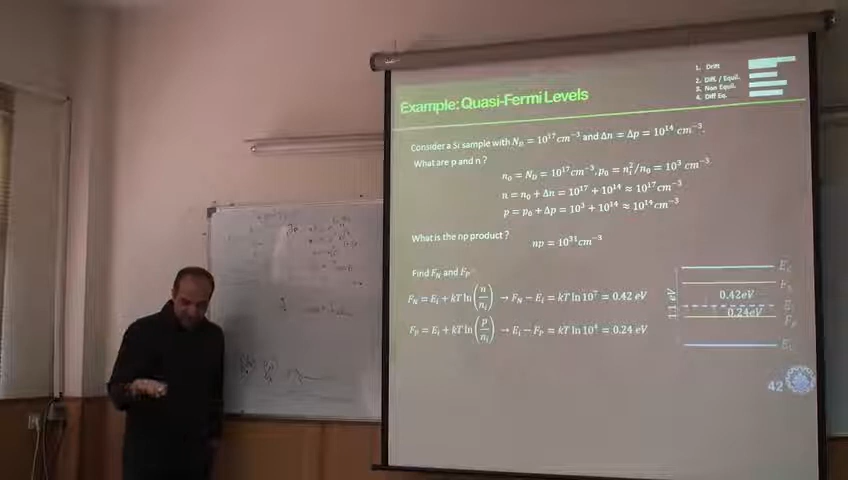 Example: Quasi-Fermi Levels
1. Drift
2. Diff. / Equil.
3. Non Equil.
4. Diff Eq.
Consider a Si sample with N_D = 10^17 cm^-3 and Δn = Δp = 10^14 cm^-3.
What are p and n ?
n_0 = N_D = 10^17 cm^-3, p_0 = n_i^2/n_0 = 10^3 cm^-3
n = n_0 + Δn = 10^17 + 10^14 ≈ 10^17 cm^-3
p = p_0 + Δp = 10^3 + 10^14 ≈ 10^14 cm^-3
What is the np product ?
np = 10^31 cm^-3
Find F_N and F_P
F_N = E_i + kT ln(n/n_i) → F_N − E_i = kT ln 10^7 = 0.42 eV
F_P = E_i + kT ln(p/n_i) → E_i − F_P = kT ln 10^4 = 0.24 eV
1.1 eV
0.42eV
0.24eV
42